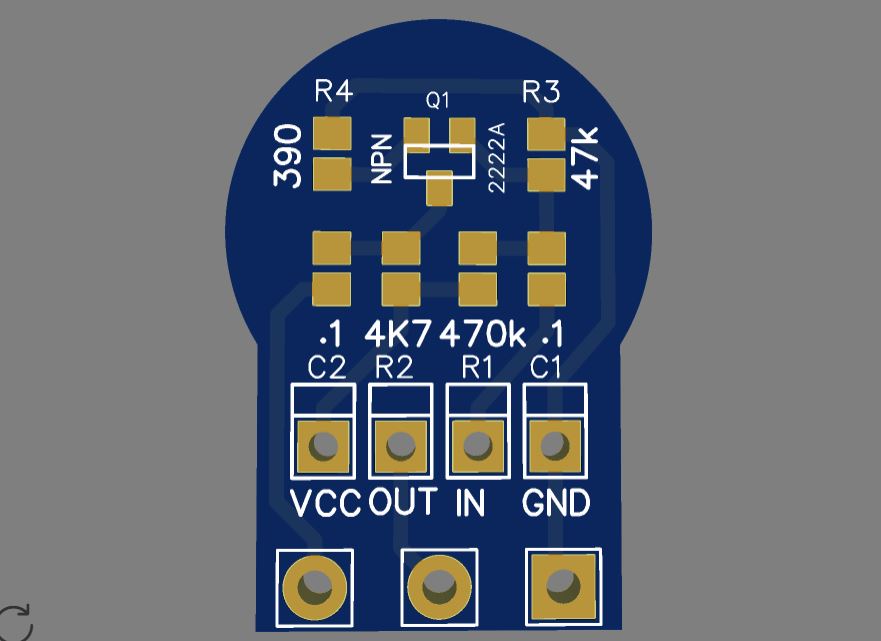 R4 Q1 R3
390 NPN 2222A 47k
.1 4K7 470k .1
C2 R2 R1 C1
VCC OUT IN GND